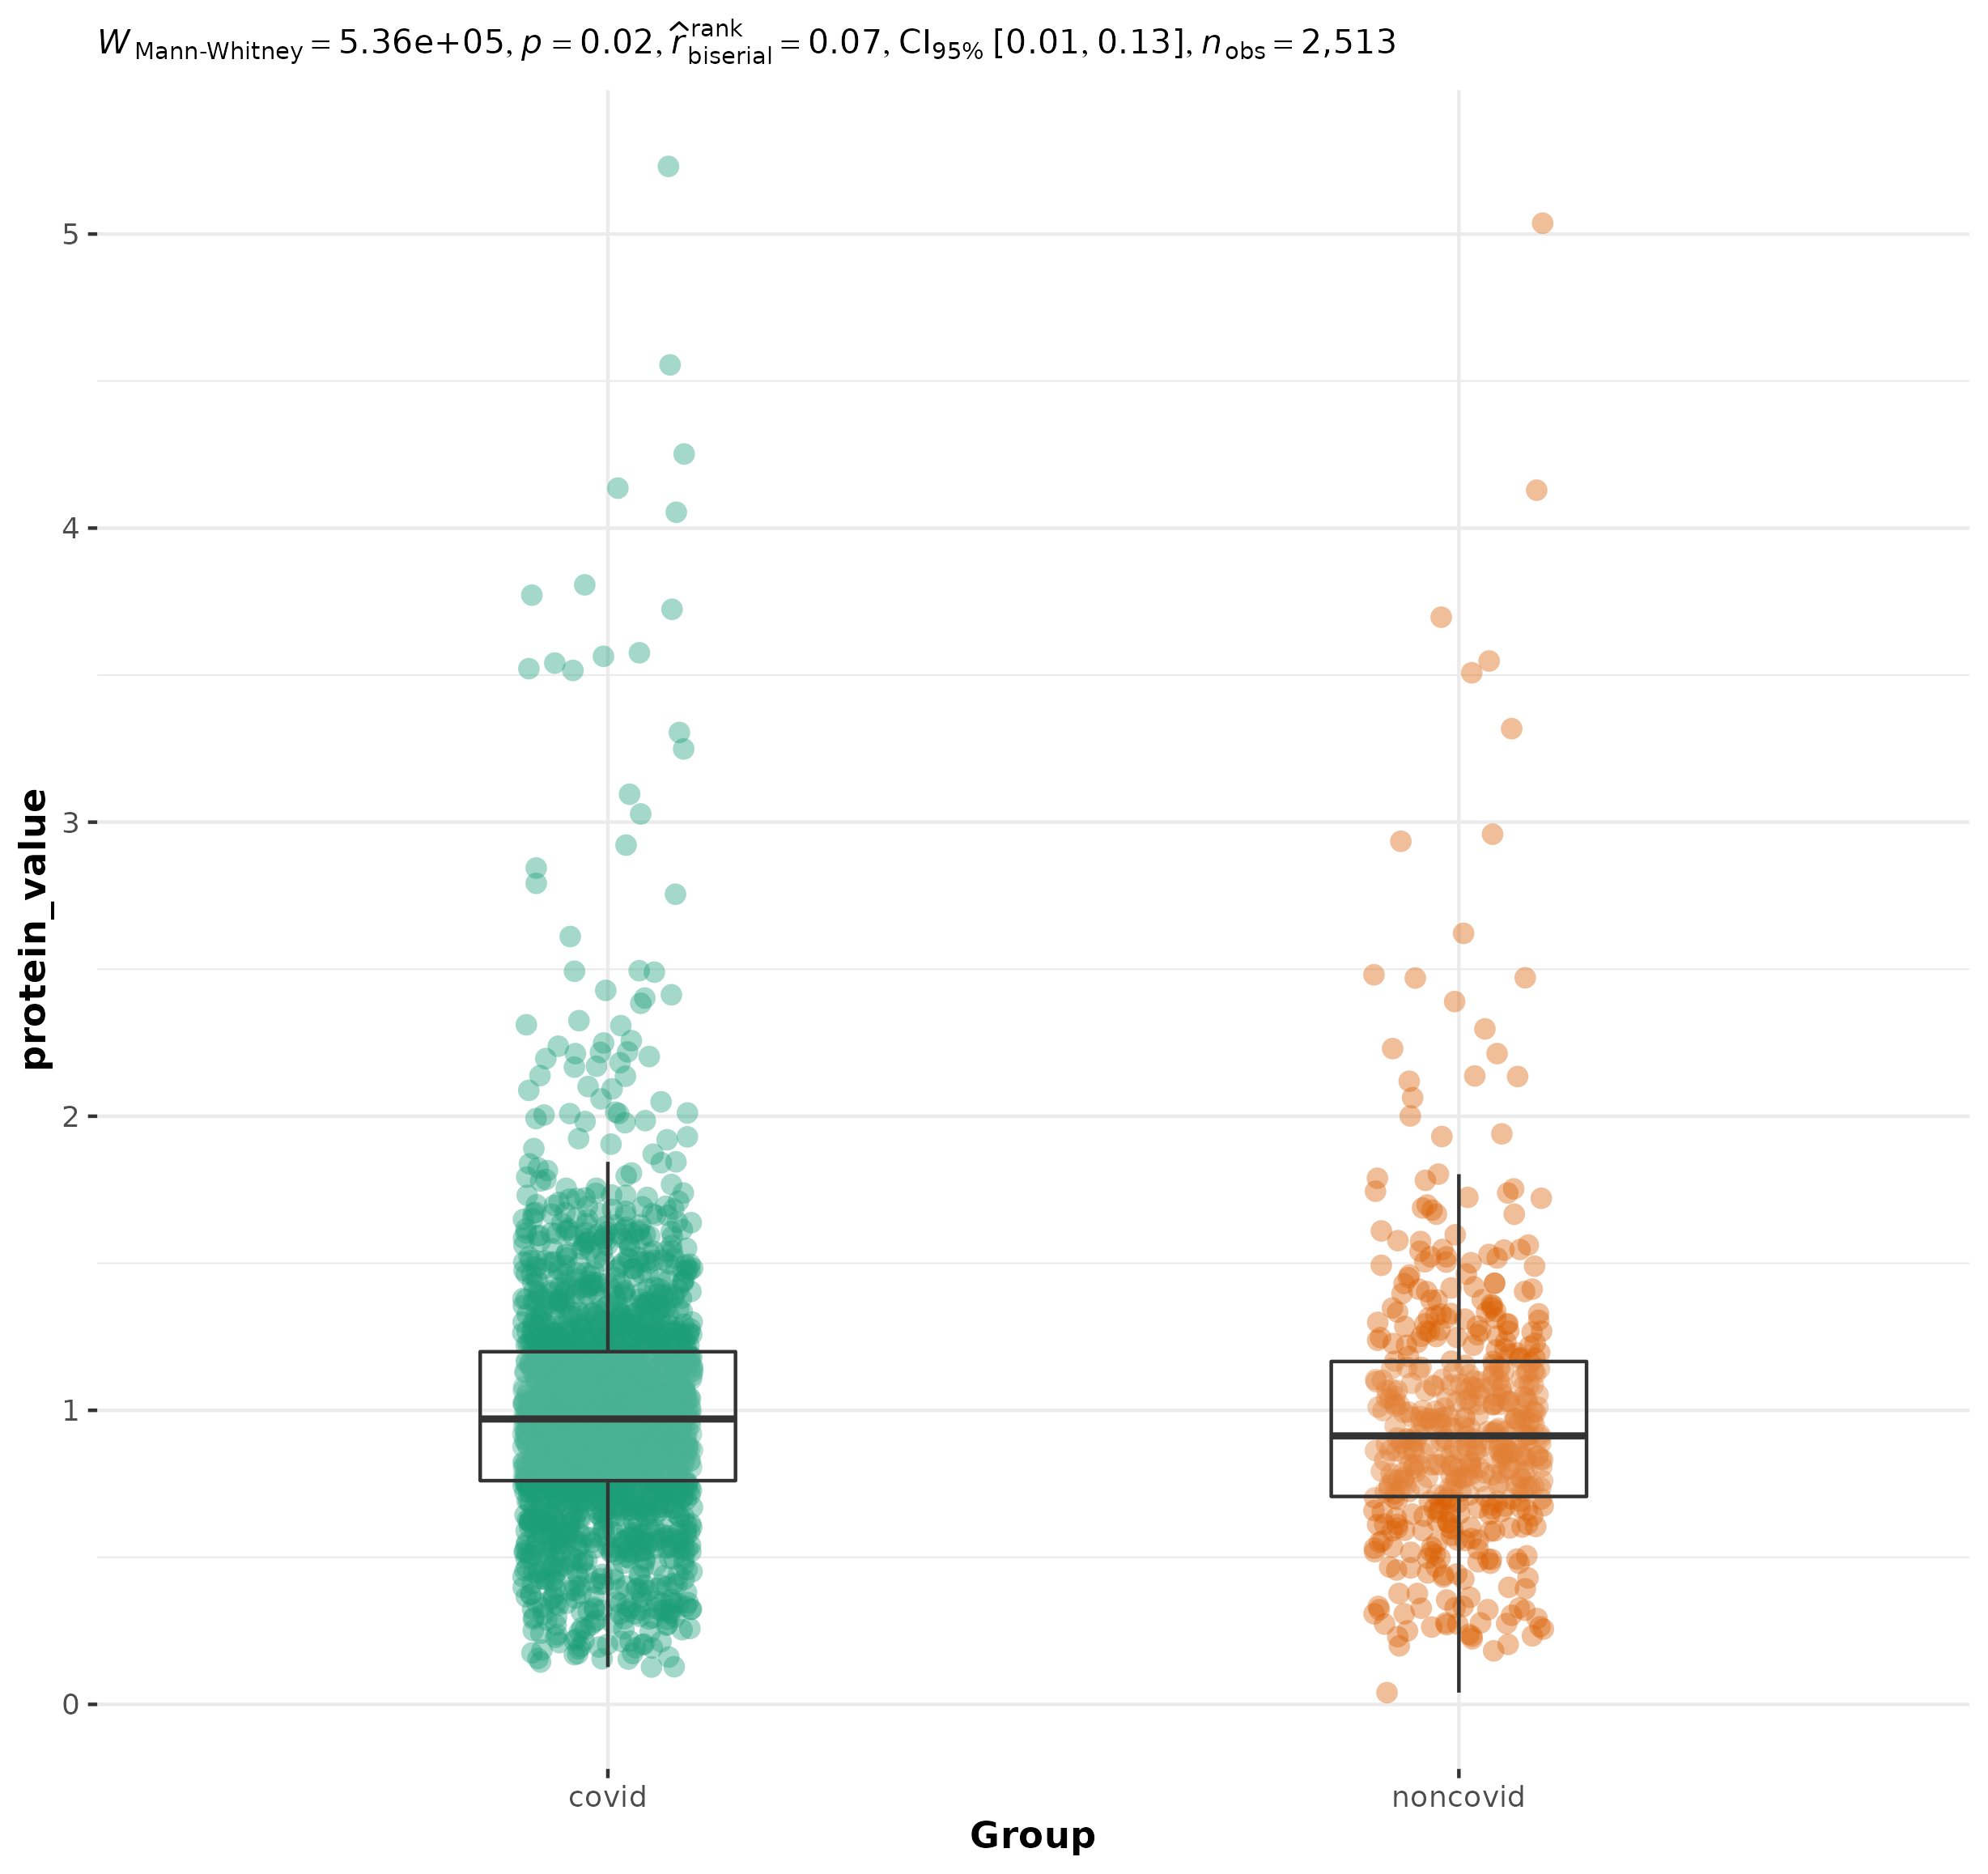 W Mann-Whitney = 5.36e+05, p = 0.02, r̂ rank biserial = 0.07, CI95% [0.01, 0.13], nobs = 2,513
5
4
3
2
1
0
protein_value
covid noncovid
Group